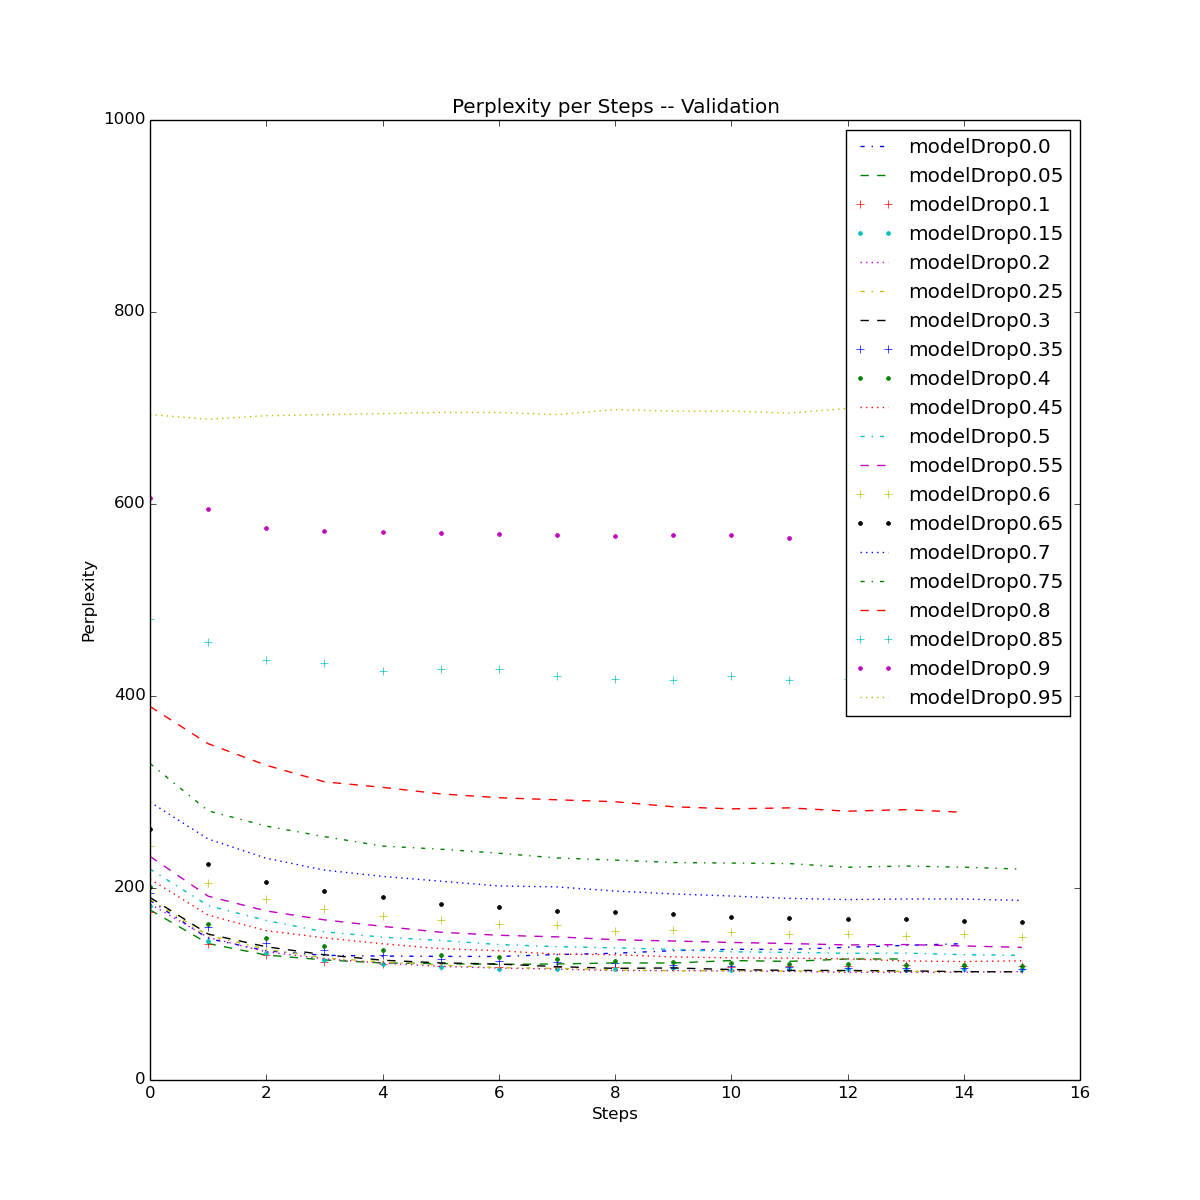 Perplexity per Steps -- Validation
1000
800
600
400
200
0
Perplexity
0 2 4 6 8 10 12 14 16
Steps
modelDrop0.0
modelDrop0.05
modelDrop0.1
modelDrop0.15
modelDrop0.2
modelDrop0.25
modelDrop0.3
modelDrop0.35
modelDrop0.4
modelDrop0.45
modelDrop0.5
modelDrop0.55
modelDrop0.6
modelDrop0.65
modelDrop0.7
modelDrop0.75
modelDrop0.8
modelDrop0.85
modelDrop0.9
modelDrop0.95